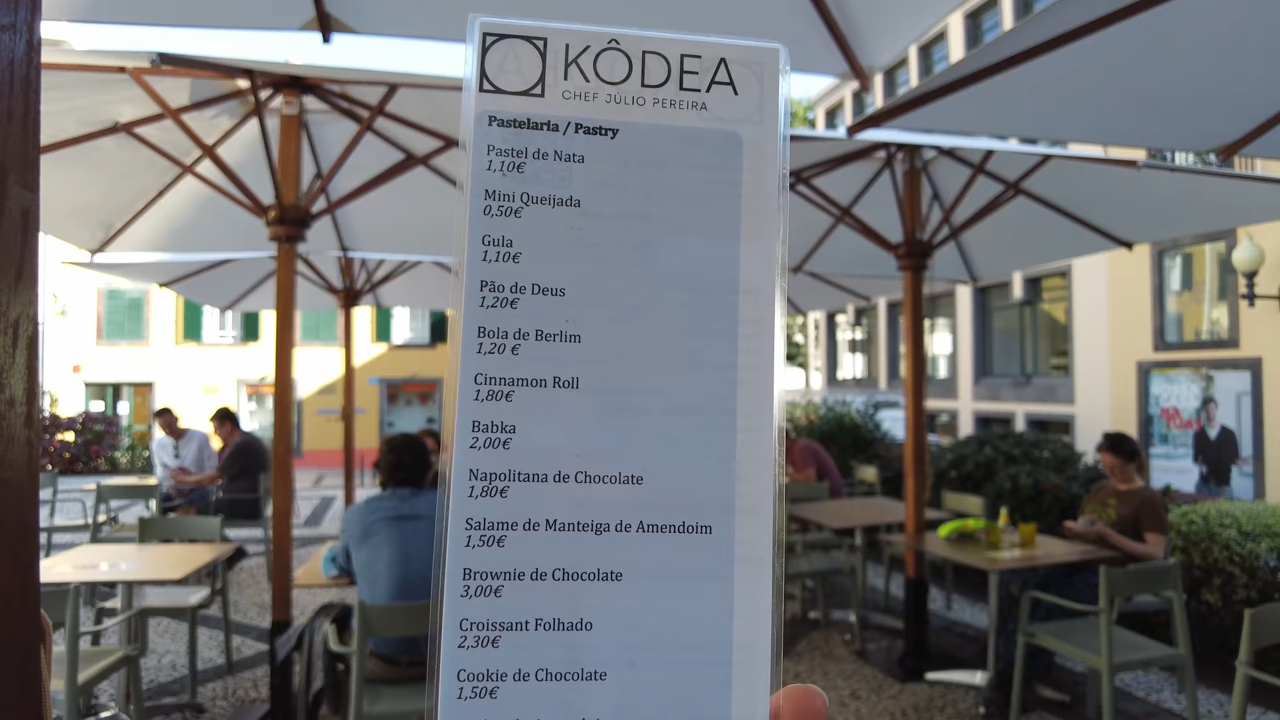 KÔDEA
CHEF JÚLIO PEREIRA
Pastelaria / Pastry
Pastel de Nata
1,10€
Mini Queijada
0,50€
Gula
1,10€
Pão de Deus
1,20€
Bola de Berlim
1,20 €
Cinnamon Roll
1,80€
Babka
2,00€
Napolitana de Chocolate
1,80€
Salame de Manteiga de Amendoim
1,50€
Brownie de Chocolate
3,00€
Croissant Folhado
2,30€
Cookie de Chocolate
1,50€